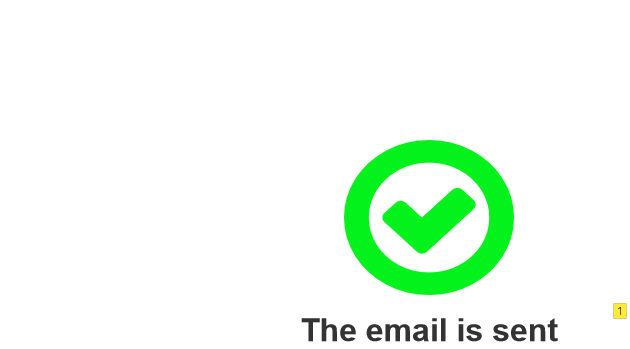 1
The email is sent